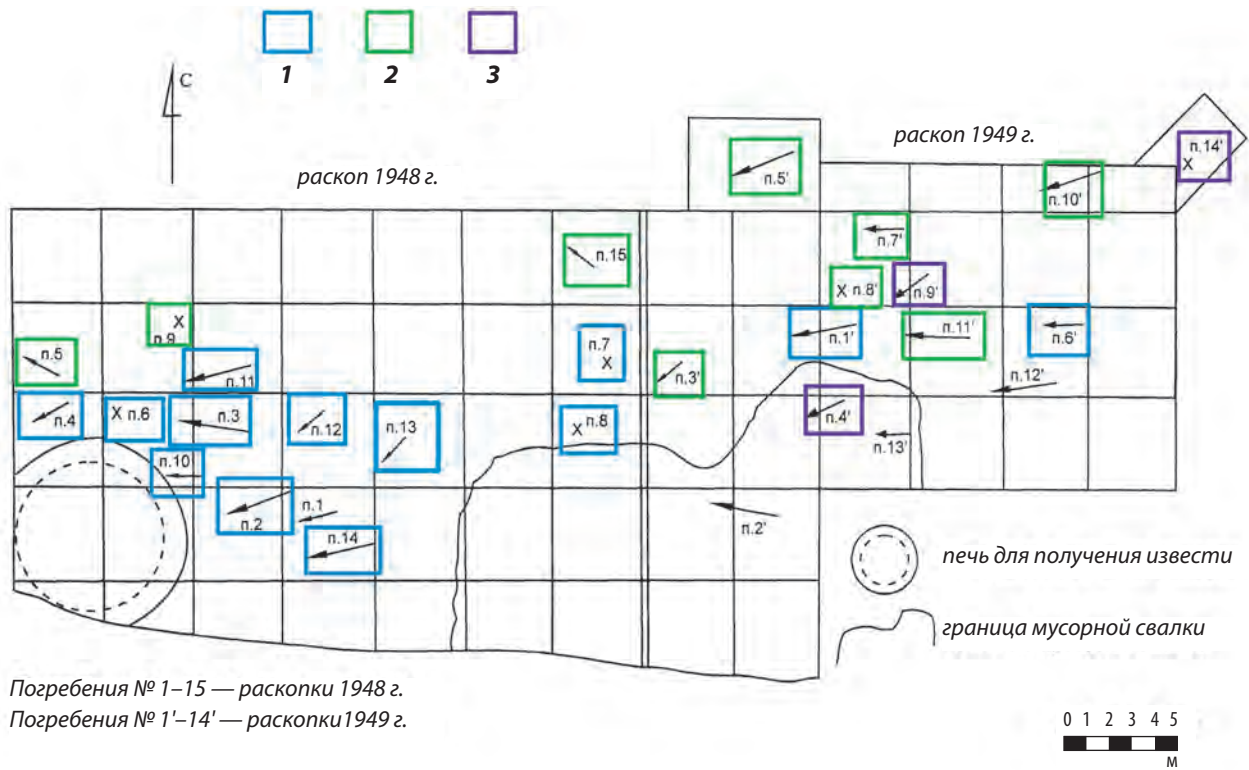 1 2 3
С
раскоп 1949 г.
раскоп 1948 г.
п.14'
X
п.5'
п.10'
п.7'
п.15
X п.8'
п.9'
X
п.9
п.5
п.7
X
п.1'
п.11'
п.6'
п.11
п.3'
п.12'
п.4
X п.6
п.3
п.12
п.13
X п.8
п.4'
п.13'
п.10
п.2
п.1
п.14
п.2'
печь для получения извести
граница мусорной свалки
Погребения № 1–15 — раскопки 1948 г.
Погребения № 1'–14' — раскопки1949 г.
0 1 2 3 4 5
М